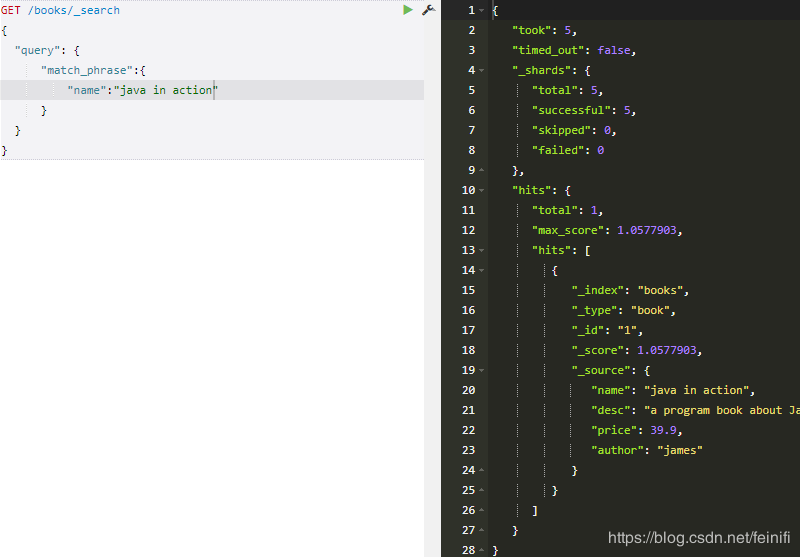 GET /books/_search
{
"query": {
"match_phrase":{
"name":"java in action"
}
}
}
1 {
2 "took": 5,
3 "timed_out": false,
4 "_shards": {
5 "total": 5,
6 "successful": 5,
7 "skipped": 0,
8 "failed": 0
9 },
10 "hits": {
11 "total": 1,
12 "max_score": 1.0577903,
13 "hits": [
14 {
15 "_index": "books",
16 "_type": "book",
17 "_id": "1",
18 "_score": 1.0577903,
19 "_source": {
20 "name": "java in action",
21 "desc": "a program book about Ja
22 "price": 39.9,
23 "author": "james"
24 }
25 }
26 ]
27 }
28 }
https://blog.csdn.net/feinifi